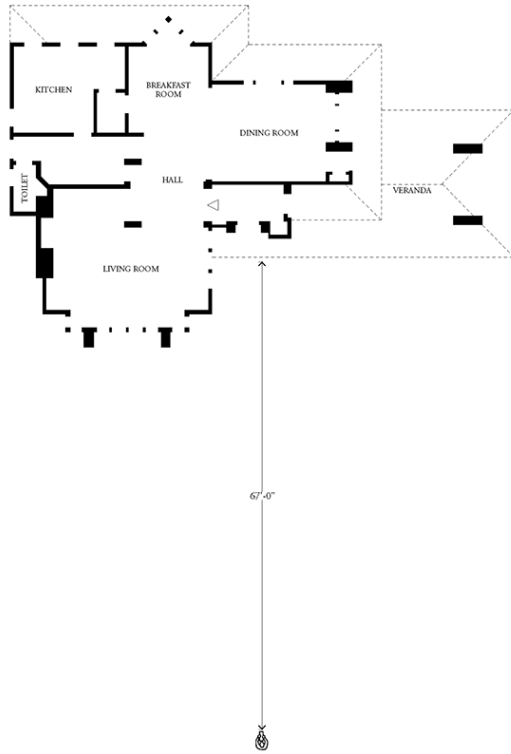 KITCHEN
BREAKFAST
ROOM
DINING ROOM
TOILET
HALL
VERANDA
LIVING ROOM
67'-0"